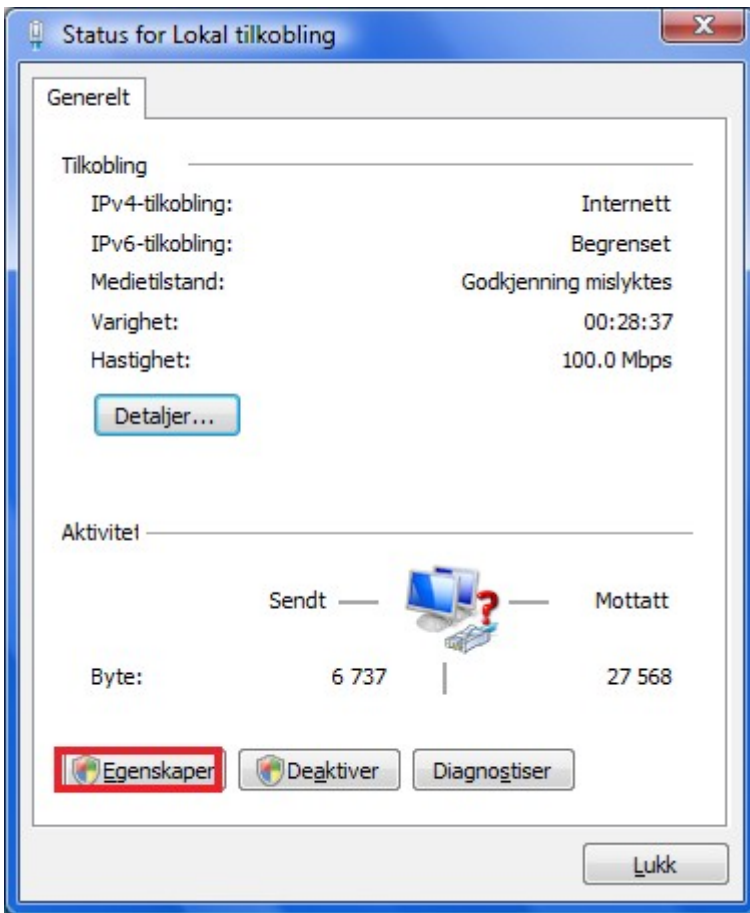 Status for Lokal tilkobling
Generelt
Tilkobling
IPv4-tilkobling: Internett
IPv6-tilkobling: Begrenset
Medietilstand: Godkjenning mislyktes
Varighet: 00:28:37
Hastighet: 100.0 Mbps
Detaljer...
Aktivitet
Sendt Mottatt
Byte: 6 737 27 568
Egenskaper Deaktiver Diagnostiser
Lukk